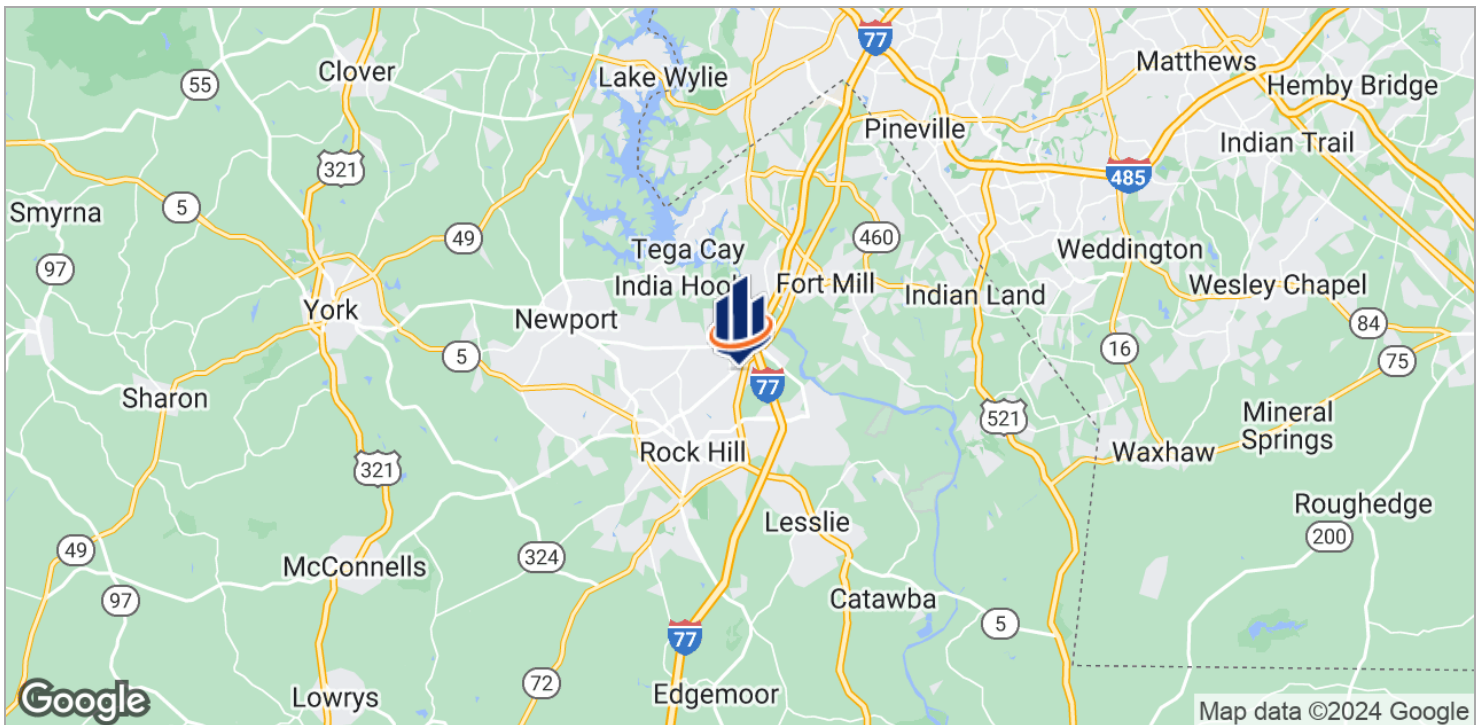 77
Matthews
55
Clover
Lake Wylie
Hemby Bridge
Pineville
Indian Trail
321
485
5
Smyrna
49
460
97
Tega Cay
Weddington
India Hook
Fort Mill
Indian Land
Wesley Chapel
York
Newport
84
5
16
75
77
Sharon
521
Mineral
Springs
Rock Hill
Waxhaw
321
Roughedge
Lesslie
200
49
324
McConnells
97
Catawba
5
77
72
Edgemoor
Lowrys
Google
Map data ©2024 Google